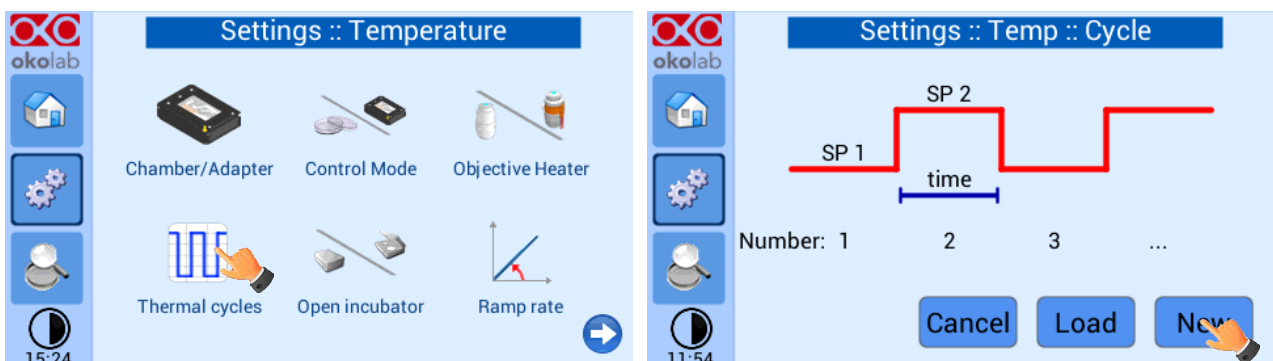 Settings :: Temperature
okolab
Chamber/Adapter
Control Mode
Objective Heater
Thermal cycles
Open incubator
Ramp rate
15:24
Settings :: Temp :: Cycle
okolab
SP 2
SP 1
time
Number: 1 2 3 ...
Cancel
Load
New
11:54